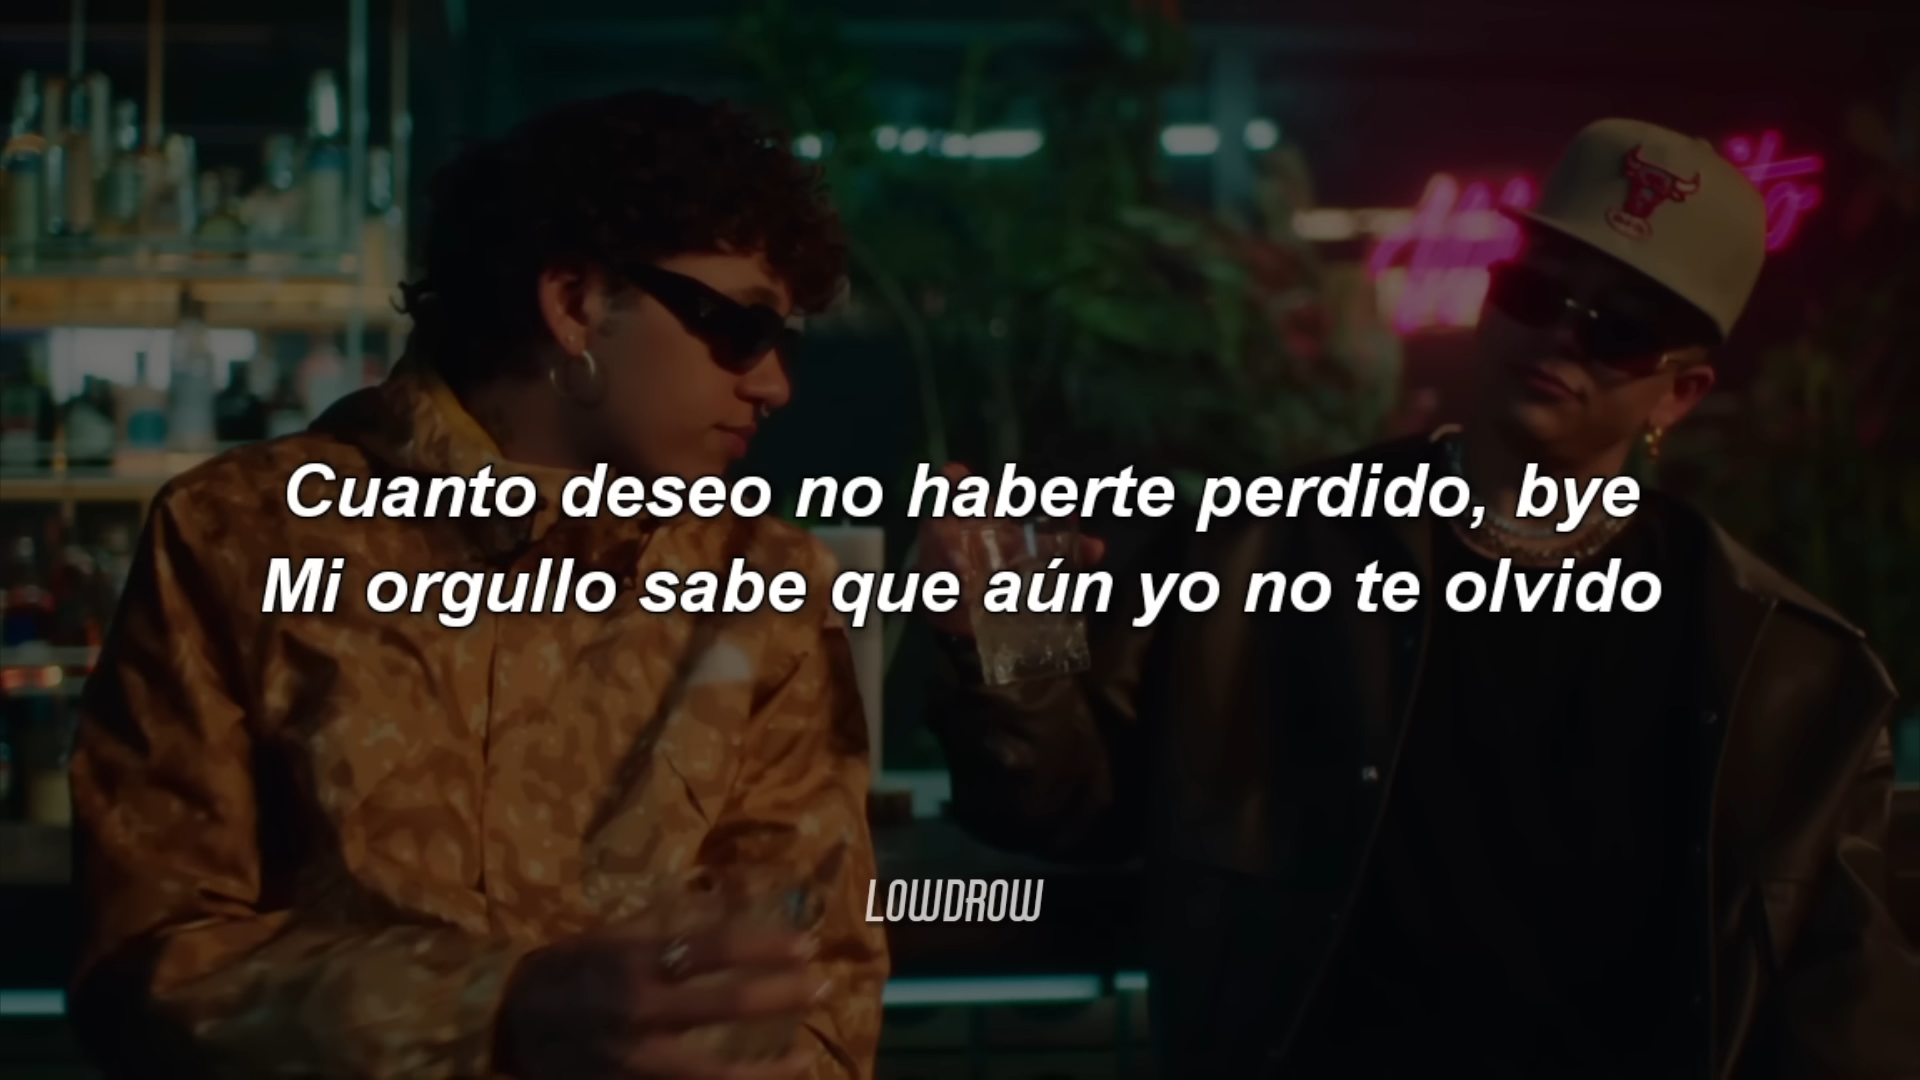 Cuanto deseo no haberte perdido, bye
Mi orgullo sabe que aún yo no te olvido
LOWDROW